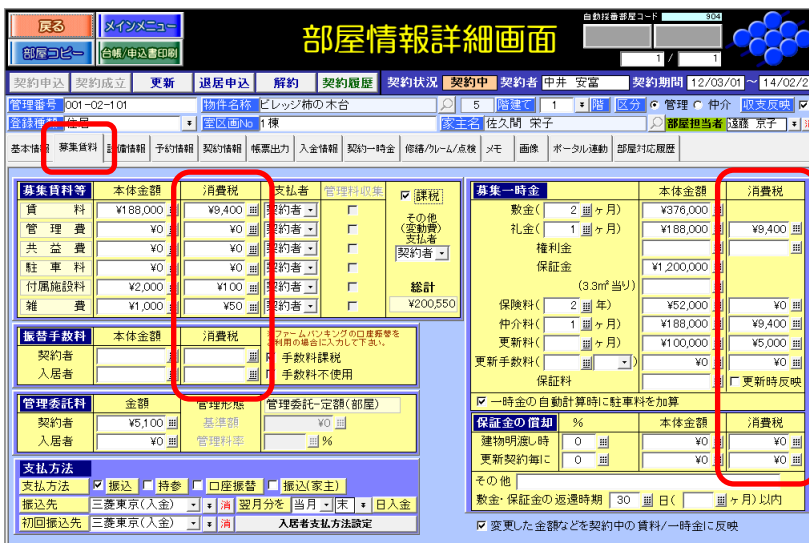 戻る メインメニュー 部屋情報詳細画面 自動採番部屋コード 904
部屋コピー 台帳/申込書印刷 1 / 1
契約申込 契約成立 更新 退居申込 解約 契約履歴 契約状況 契約中 契約者 中井 安富 契約期間 12/03/01 ~ 14/02/2
管理番号 001-02-101 物件名称 ビレッジ柿の木台 5 階建て 1 階 区分 管理 仲介 収支反映
登録種類 住居 室区画No 1棟 家主名 佐久間 栄子 部屋担当者 遠藤 京子
基本情報 募集賃料 設備情報 予約情報 契約情報 帳票出力 入金情報 契約一時金 修繕/クレーム/点検 メモ 画像 ポータル連動 部屋対応履歴
募集賃料等 本体金額 消費税 支払者 管理料収集 課税
賃 料 ¥188,000 ¥9,400 契約者
管 理 費 ¥0 ¥0 契約者
共 益 費 ¥0 ¥0 契約者
駐 車 料 ¥0 ¥0 契約者
付属施設料 ¥2,000 ¥100 契約者
雑 費 ¥1,000 ¥50 契約者
その他
(変動費)
支払者
契約者
総計
¥200,550
振替手数料 本体金額 消費税 ※ファームバンキングの口座振替を
ご利用の場合に入力して下さい。
契約者 手数料課税
入居者 手数料不使用
管理委託料 金額 管理形態 管理委託-定額(部屋)
契約者 ¥5,100 基準額 ¥0
入居者 ¥0 管理料率 %
支払方法
支払方法 振込 持参 口座振替 振込(家主)
振込先 三菱東京(入金) 消 翌月分を 当月 末 日入金
初回振込先 三菱東京(入金) 消 入居者支払方法設定
募集一時金 本体金額 消費税
敷金( 2 ヶ月) ¥376,000
礼金( 1 ヶ月) ¥188,000 ¥9,400
権利金
保証金 ¥1,200,000
(3.3㎡当り)
保険料( 2 年) ¥52,000 ¥0
仲介料( 1 ヶ月) ¥188,000 ¥9,400
更新料( ヶ月) ¥100,000 ¥5,000
更新手数料( ) ¥0 ¥0
保証料 更新時反映
一時金の自動計算時に駐車料を加算
保証金の償却 % 本体金額 消費税
建物明渡し時 0 ¥0 ¥0
更新契約毎に 0 ¥0 ¥0
その他
敷金・保証金の返還時期 30 日( ヶ月)以内
変更した金額などを契約中の賃料/一時金に反映